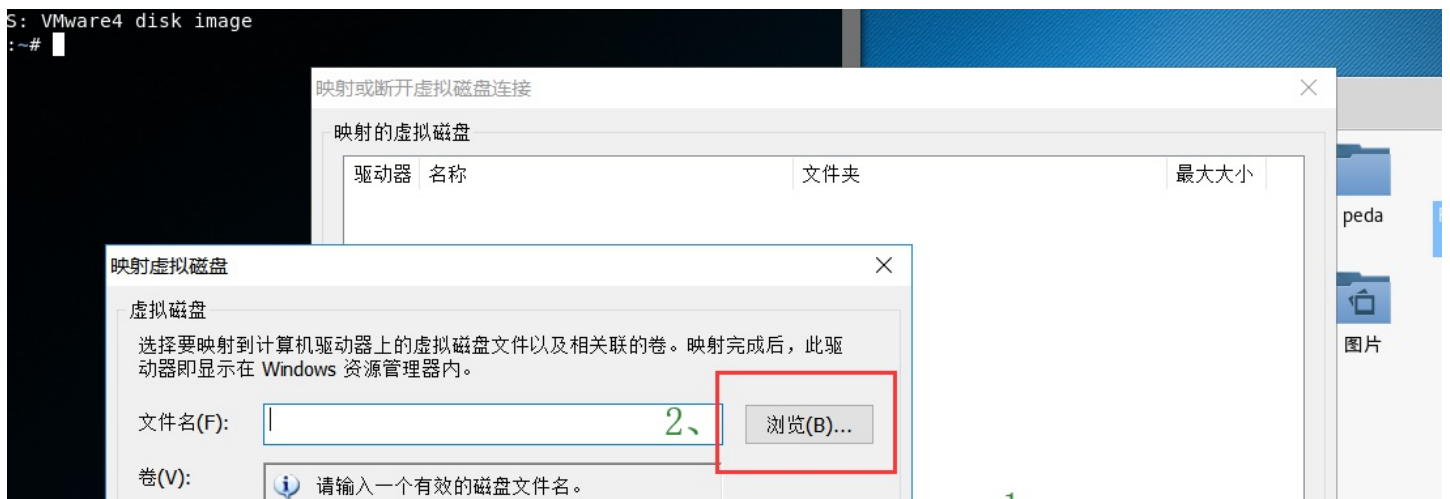 S: VMware4 disk image
:~#
映射或断开虚拟磁盘连接
映射的虚拟磁盘
驱动器 名称 文件夹 最大大小
peda
映射虚拟磁盘
虚拟磁盘
选择要映射到计算机驱动器上的虚拟磁盘文件以及相关联的卷。映射完成后，此驱
动器即显示在 Windows 资源管理器内。
图片
文件名(F): 2、 浏览(B)...
卷(V): 请输入一个有效的磁盘文件名。